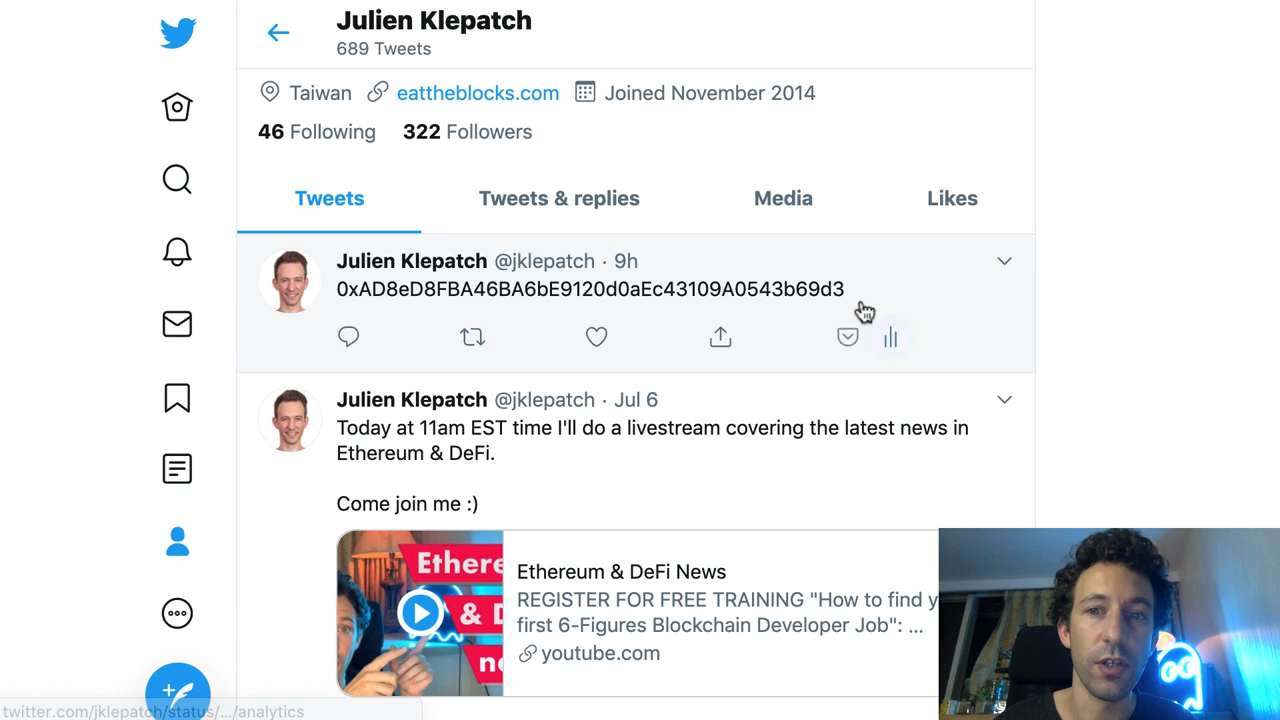 Julien Klepatch
689 Tweets
Taiwan eattheblocks.com Joined November 2014
46 Following 322 Followers
Tweets Tweets & replies Media Likes
Julien Klepatch @jklepatch · 9h
0xAD8eD8FBA46BA6bE9120d0aEc43109A0543b69d3
Julien Klepatch @jklepatch · Jul 6
Today at 11am EST time I'll do a livestream covering the latest news in
Ethereum & DeFi.
Come join me :)
Ethere
& D
ne
Ethereum & DeFi News
REGISTER FOR FREE TRAINING "How to find y
first 6-Figures Blockchain Developer Job": ...
youtube.com
twitter.com/jklepatch/status/.../analytics